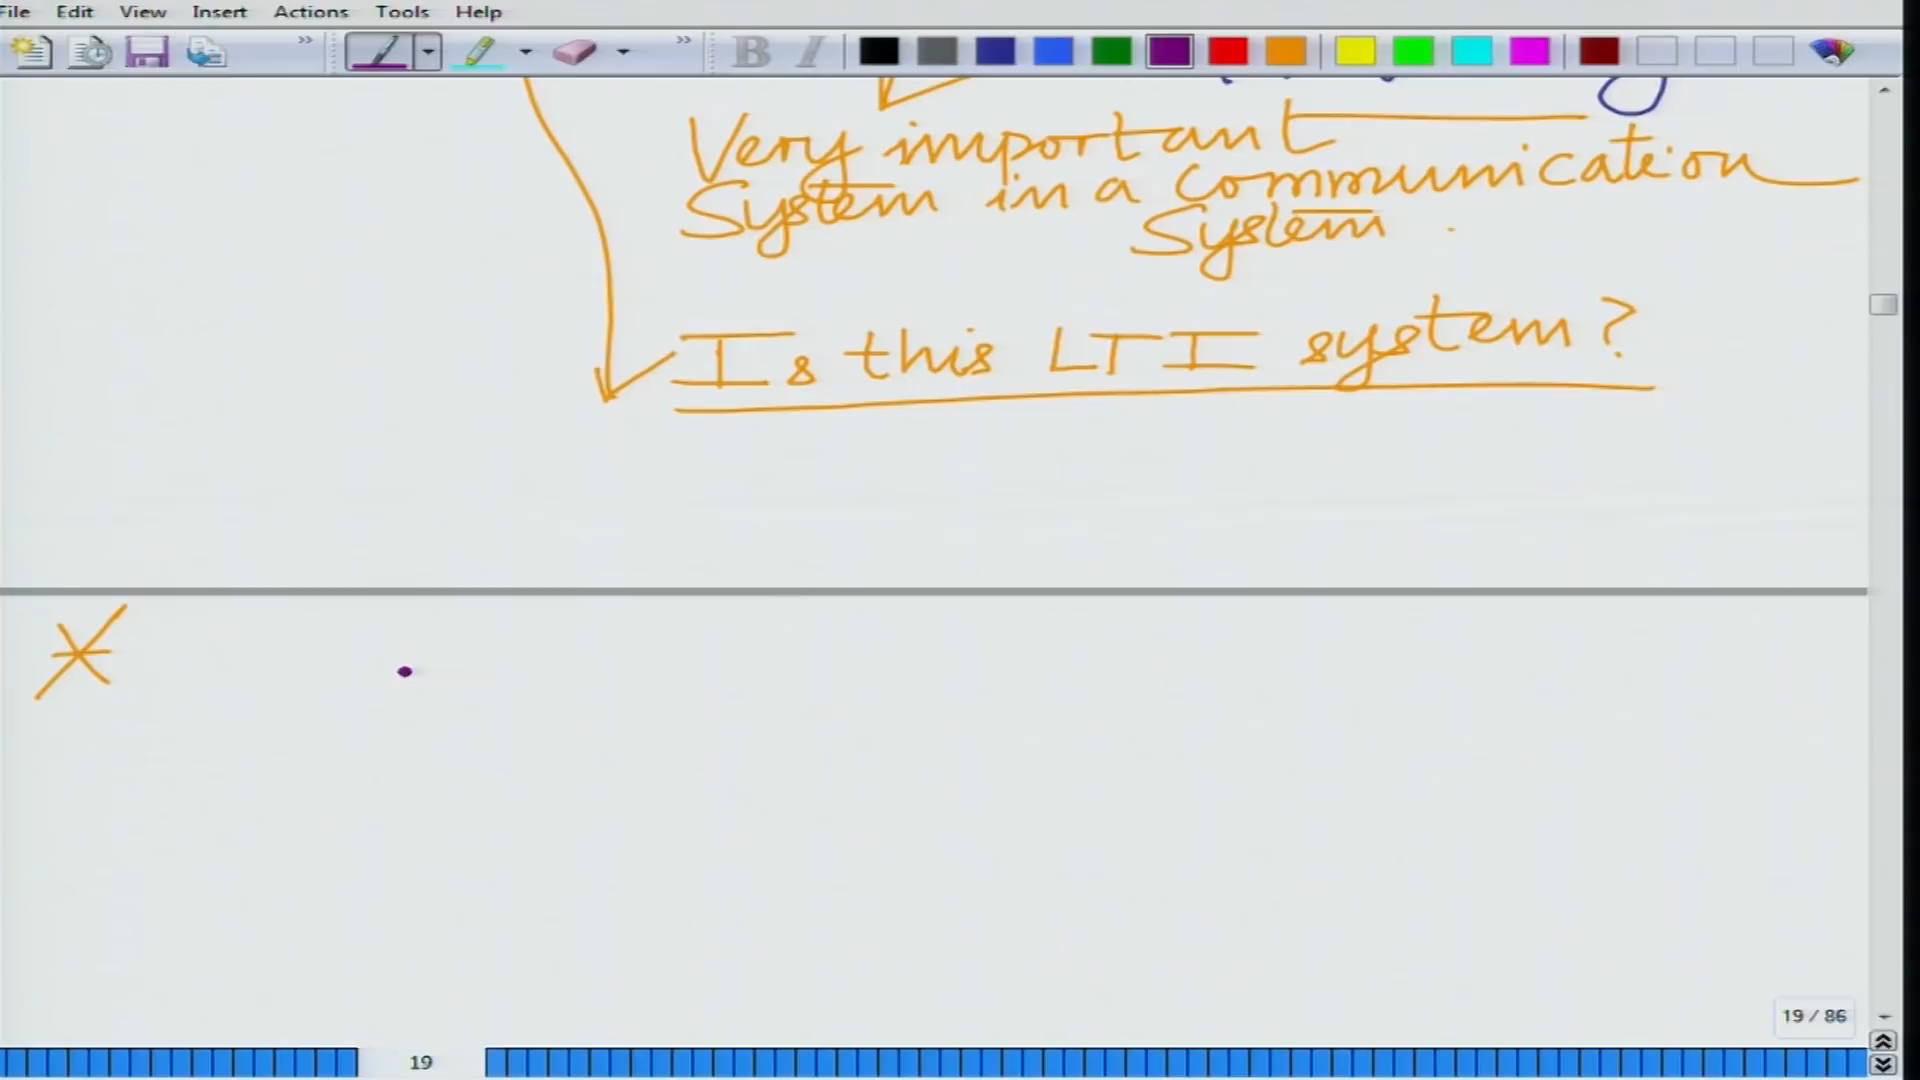 File Edit View Insert Actions Tools Help
B I
Very important
System in a communication
System.
Is this LTI system?
19 / 86
19